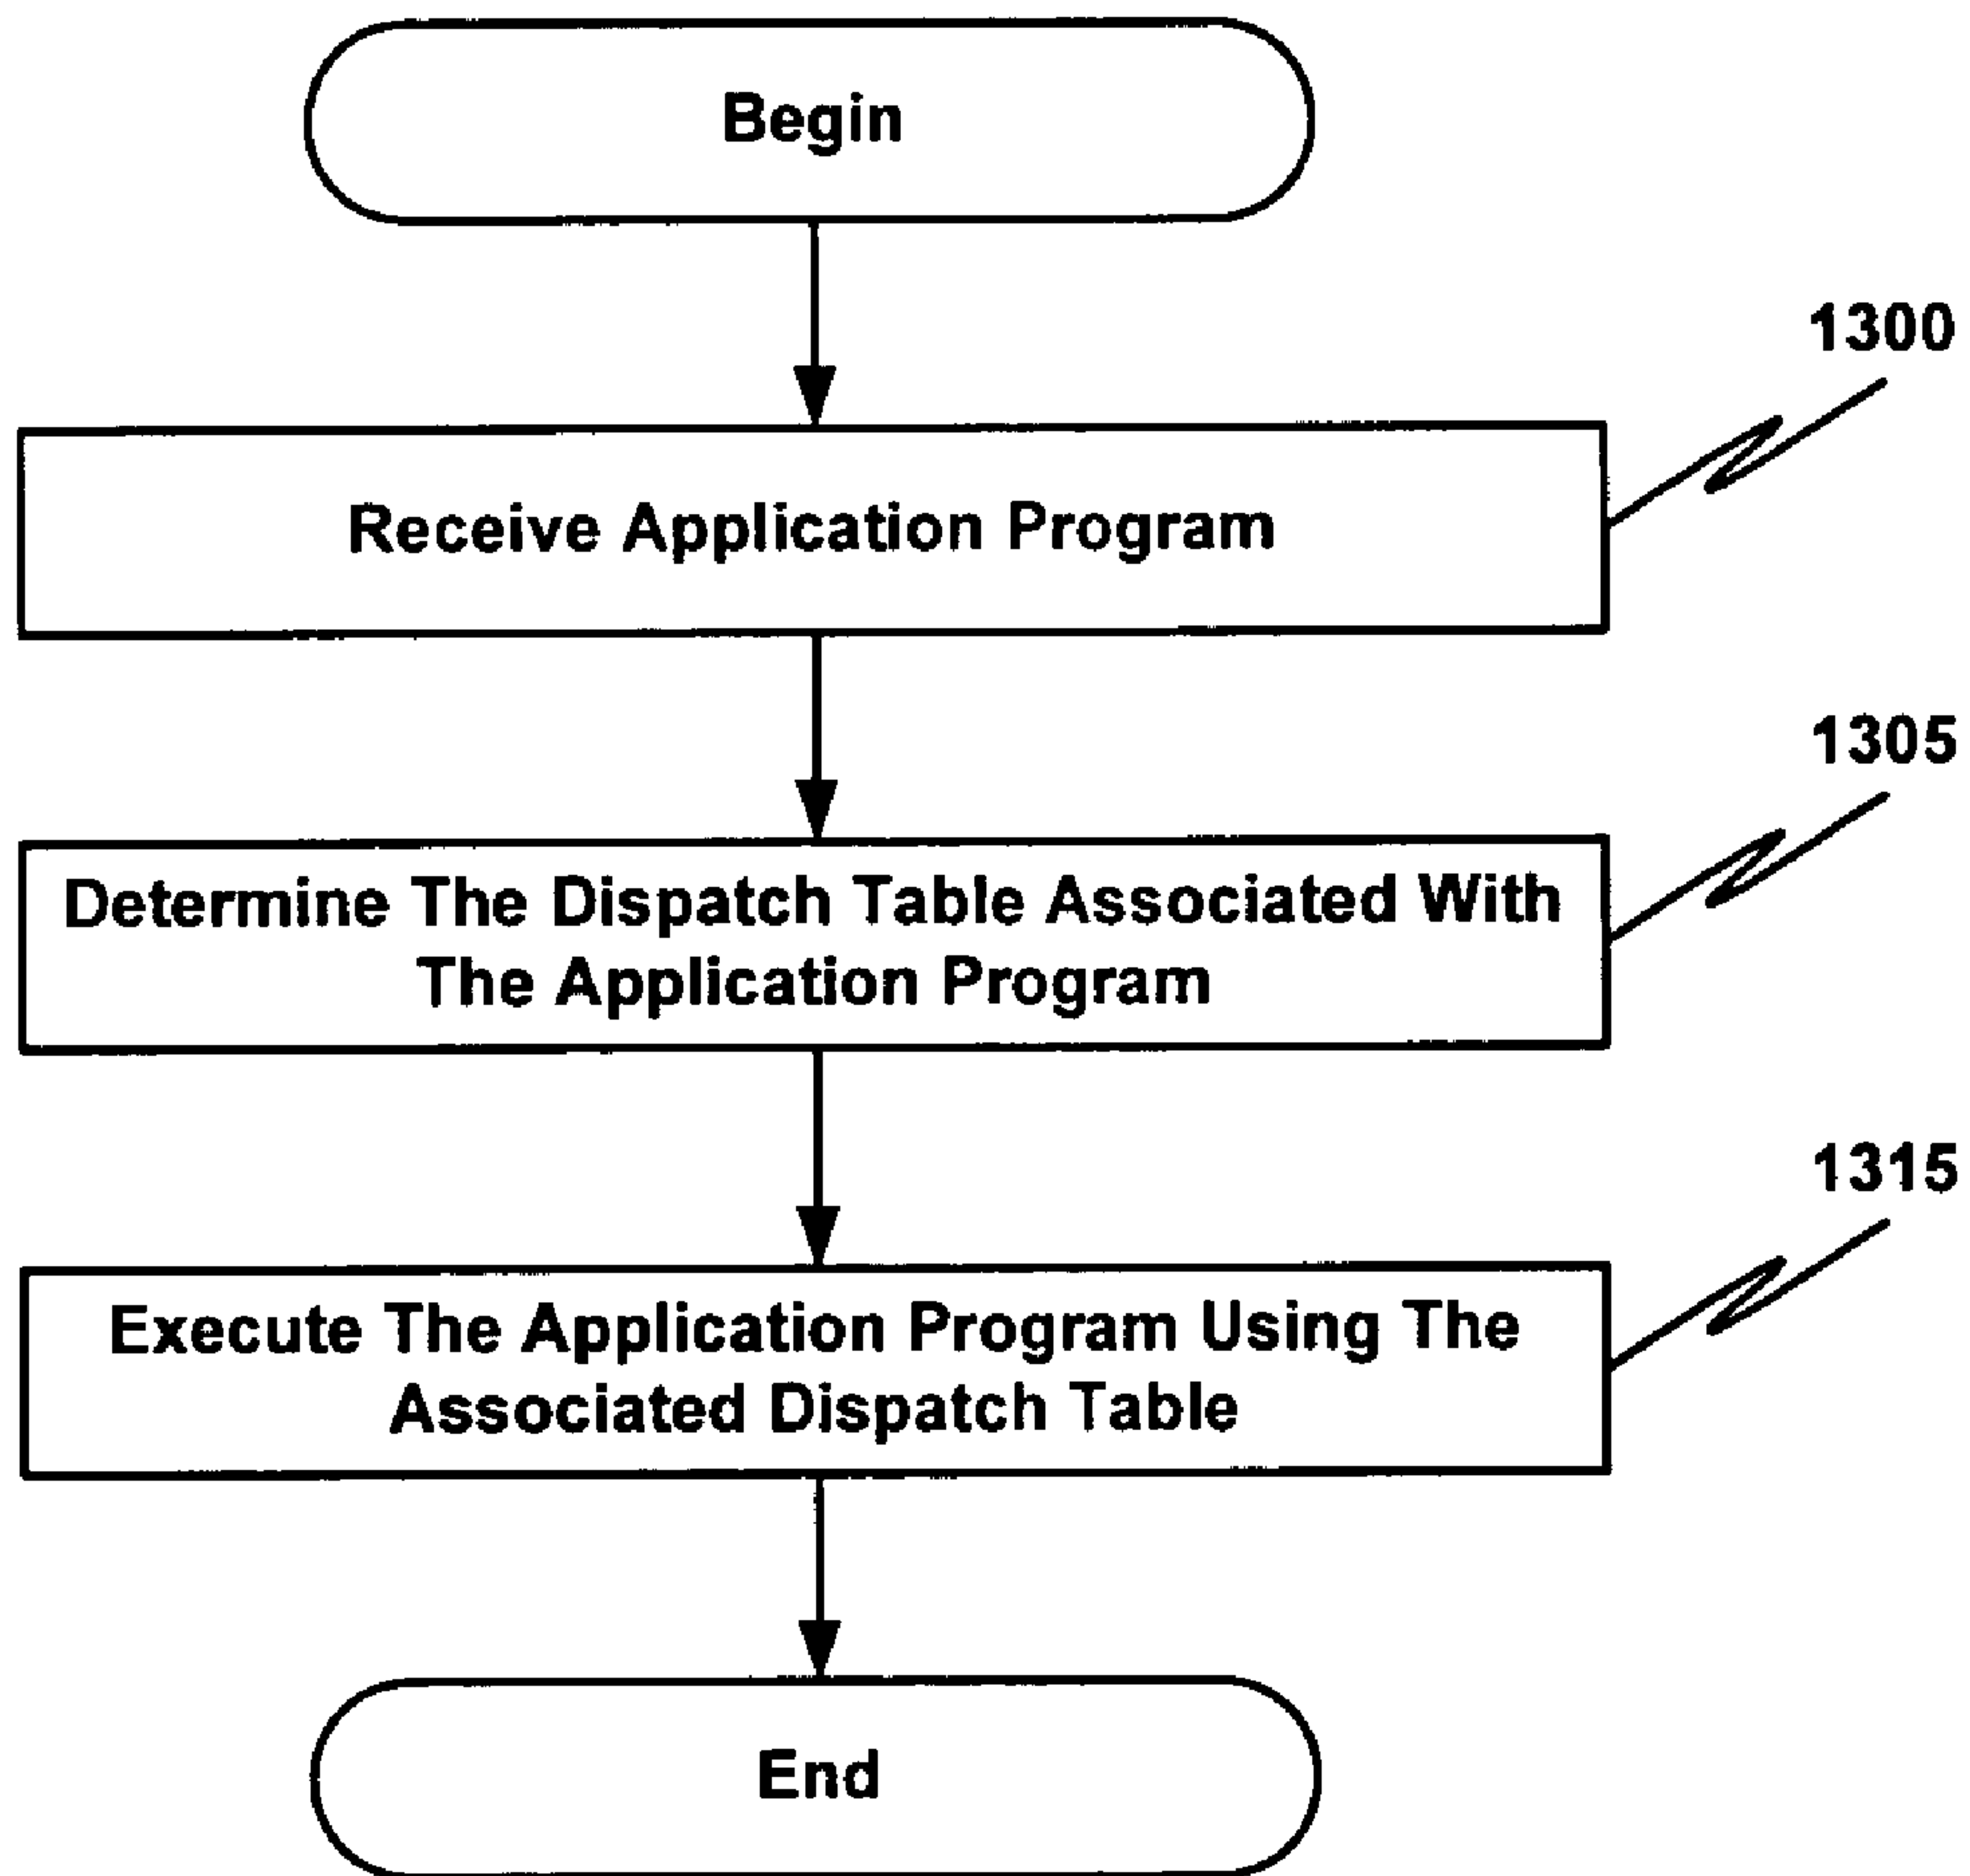 Begin
1300
Receive Application Program
1305
Determine The Dispatch Table Associated With
The Application Program
1315
Execute The Application Program Using The
Associated Dispatch Table
End